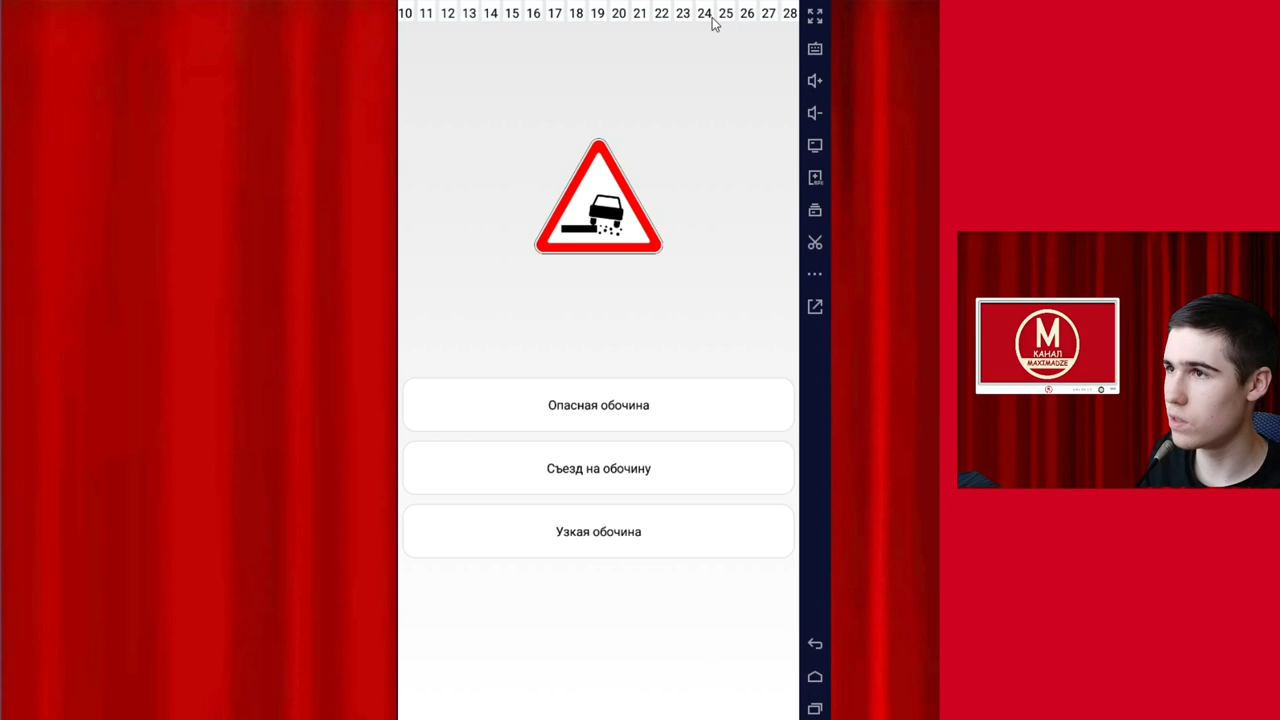 10 11 12 13 14 15 16 17 18 19 20 21 22 23 24 25 26 27 28
Опасная обочина
Съезд на обочину
Узкая обочина
М
КАНАЛ
MAXIMADZE